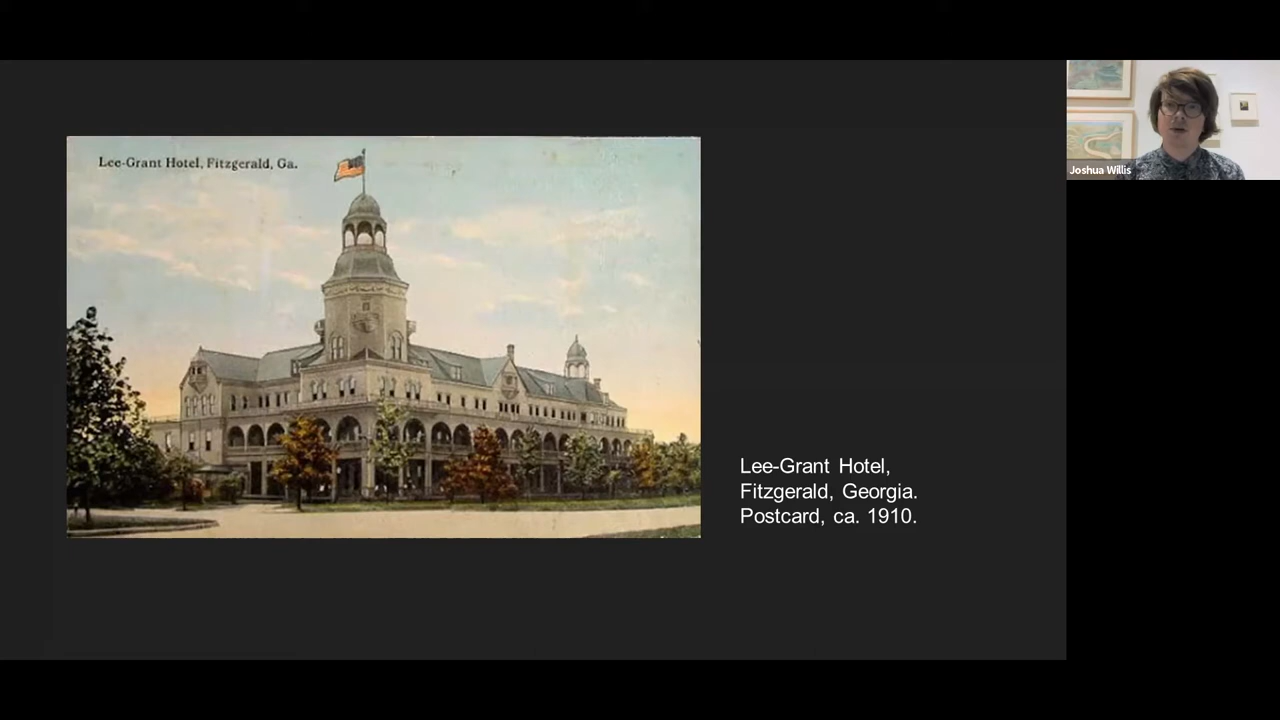 Lee-Grant Hotel, Fitzgerald, Ga.
Joshua Willis
Lee-Grant Hotel,
Fitzgerald, Georgia.
Postcard, ca. 1910.